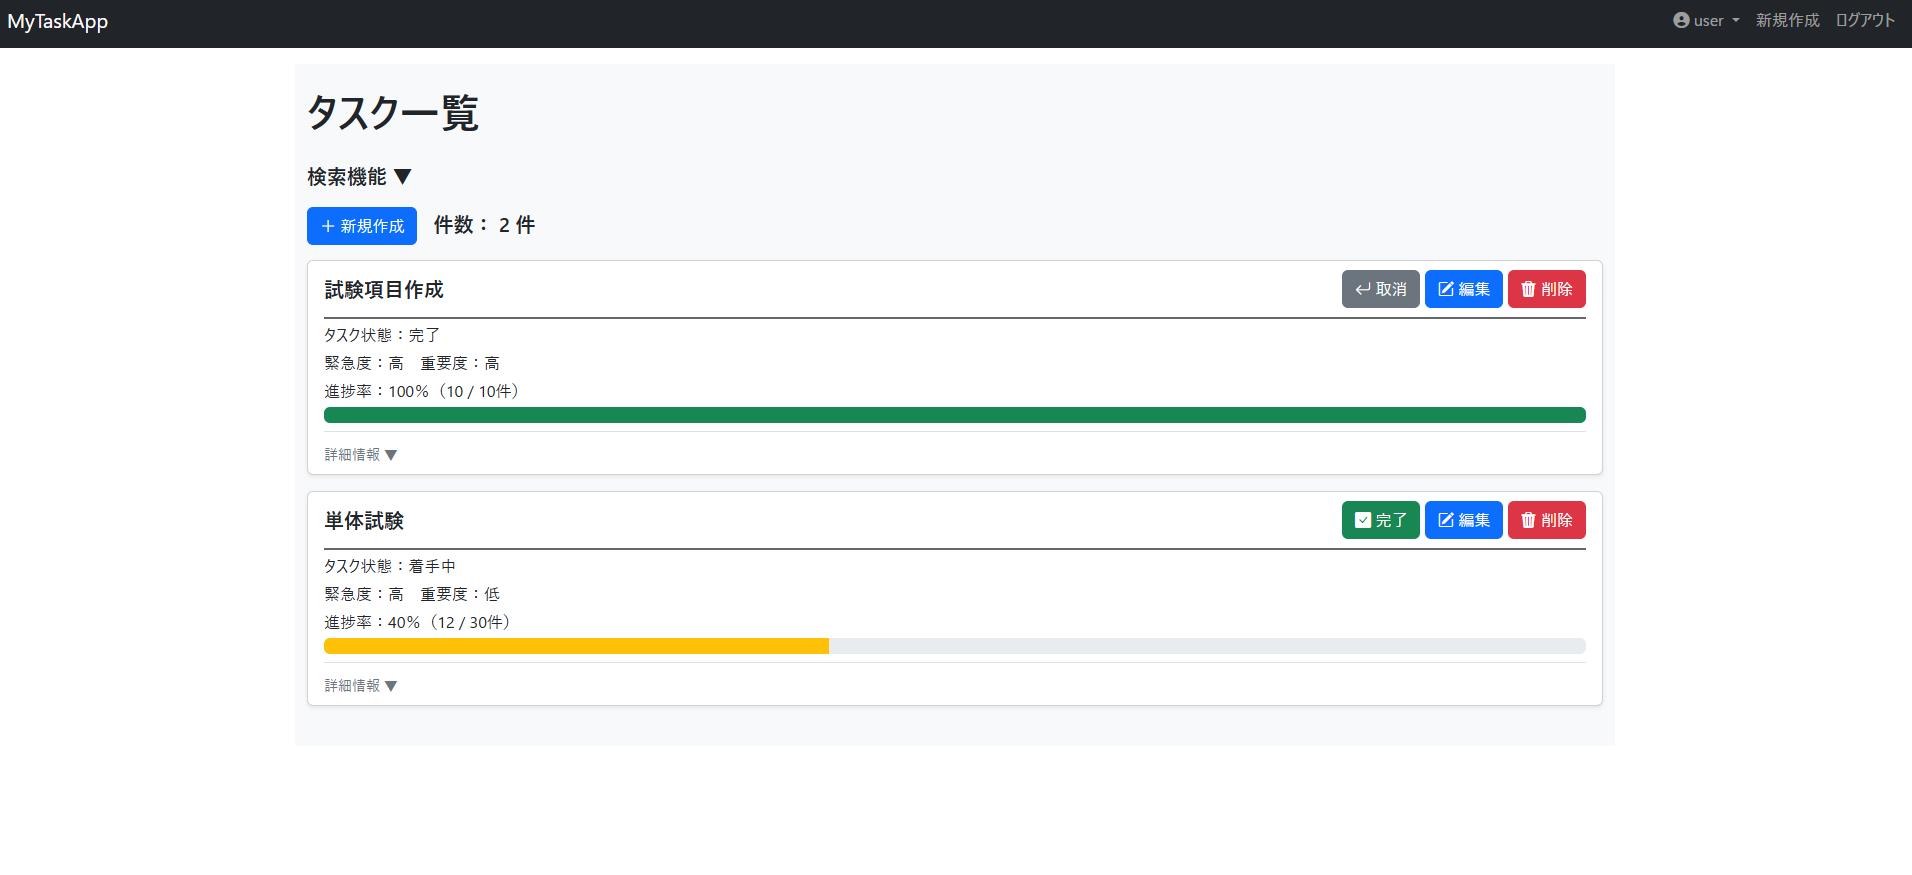 MyTaskApp
user 新規作成 ログアウト
タスク一覧
検索機能 ▼
＋ 新規作成 件数： 2 件
試験項目作成 取消 編集 削除
タスク状態：完了
緊急度：高　重要度：高
進捗率：100%（10 / 10件）
詳細情報 ▼
単体試験 完了 編集 削除
タスク状態：着手中
緊急度：高　重要度：低
進捗率：40%（12 / 30件）
詳細情報 ▼